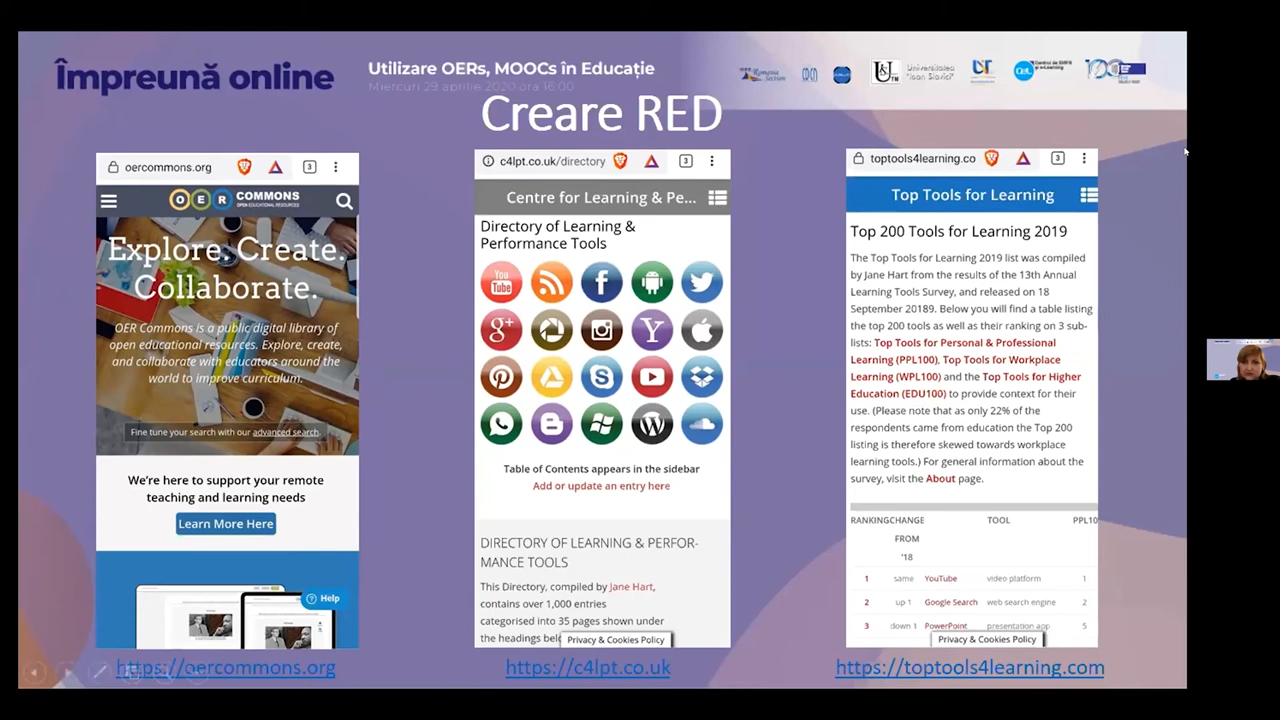 Împreună online
Utilizare OERs, MOOCs în Educație
Miercuri 29 aprilie 2020 ora 16:00
Creare RED
Universitatea
"Ioan Slavici"
oercommons.org
3
OER COMMONS
OPEN EDUCATIONAL RESOURCES
Explore. Create.
Collaborate.
OER Commons is a public digital library of
open educational resources. Explore, create,
and collaborate with educators around the
world to improve curriculum.
Fine tune your search with our advanced search.
We're here to support your remote
teaching and learning needs
Learn More Here
Help
https://oercommons.org
c4lpt.co.uk/directory
3
Centre for Learning & Pe...
Directory of Learning &
Performance Tools
You
Tube
Table of Contents appears in the sidebar
Add or update an entry here
DIRECTORY OF LEARNING & PERFOR-
MANCE TOOLS
This Directory, compiled by Jane Hart,
contains over 1,000 entries
categorised into 35 pages shown under
the headings bel
Privacy & Cookies Policy
https://c4lpt.co.uk
toptools4learning.co
3
Top Tools for Learning
Top 200 Tools for Learning 2019
The Top Tools for Learning 2019 list was compiled
by Jane Hart from the results of the 13th Annual
Learning Tools Survey, and released on 18
September 20189. Below you will find a table listing
the top 200 tools as well as their ranking on 3 sub-
lists: Top Tools for Personal & Professional
Learning (PPL100), Top Tools for Workplace
Learning (WPL100) and the Top Tools for Higher
Education (EDU100) to provide context for their
use. (Please note that as only 22% of the
respondents came from education the Top 200
listing is therefore skewed towards workplace
learning tools.) For general information about the
survey, visit the About page.
RANKING CHANGE TOOL PPL10
FROM
'18
1 same YouTube video platform 1
2 up 1 Google Search web search engine 2
3 down 1 PowerPoint presentation app 5
Privacy & Cookies Policy
https://toptools4learning.com